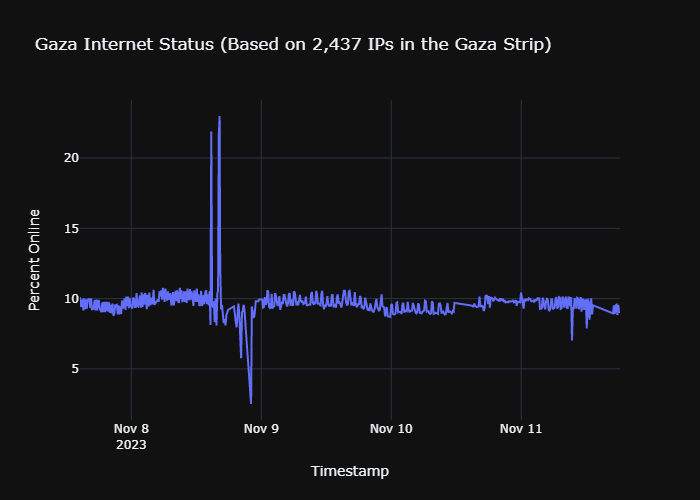 Gaza Internet Status (Based on 2,437 IPs in the Gaza Strip)
Percent Online
20
15
10
5
Nov 8
2023
Nov 9
Nov 10
Nov 11
Timestamp